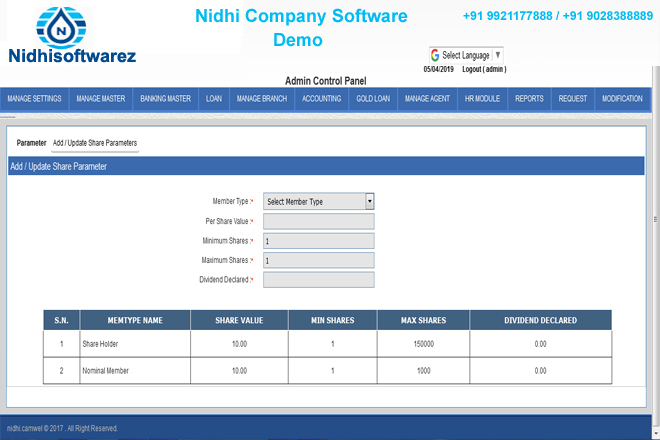 Nidhi Company Software
Demo
+91 9921177888 / +91 9028388889
Nidhisoftwarez
G Select Language ▼
05/04/2019 Logout ( admin )
Admin Control Panel
MANAGE SETTINGS MANAGE MASTER BANKING MASTER LOAN MANAGE BRANCH ACCOUNTING GOLD LOAN MANAGE AGENT HR MODULE REPORTS REQUEST MODIFICATION
Parameter Add / Update Share Parameters
Add / Update Share Parameter
Member Type :* Select Member Type
Per Share Value :*
Minimum Shares :* 1
Maximum Shares :* 1
Dividend Declared :*
S.N. MEMTYPE NAME SHARE VALUE MIN SHARES MAX SHARES DIVIDEND DECLARED
1 Share Holder 10.00 1 150000 0.00
2 Nominal Member 10.00 1 1000 0.00
nidhi.camwel © 2017 . All Right Reserved.